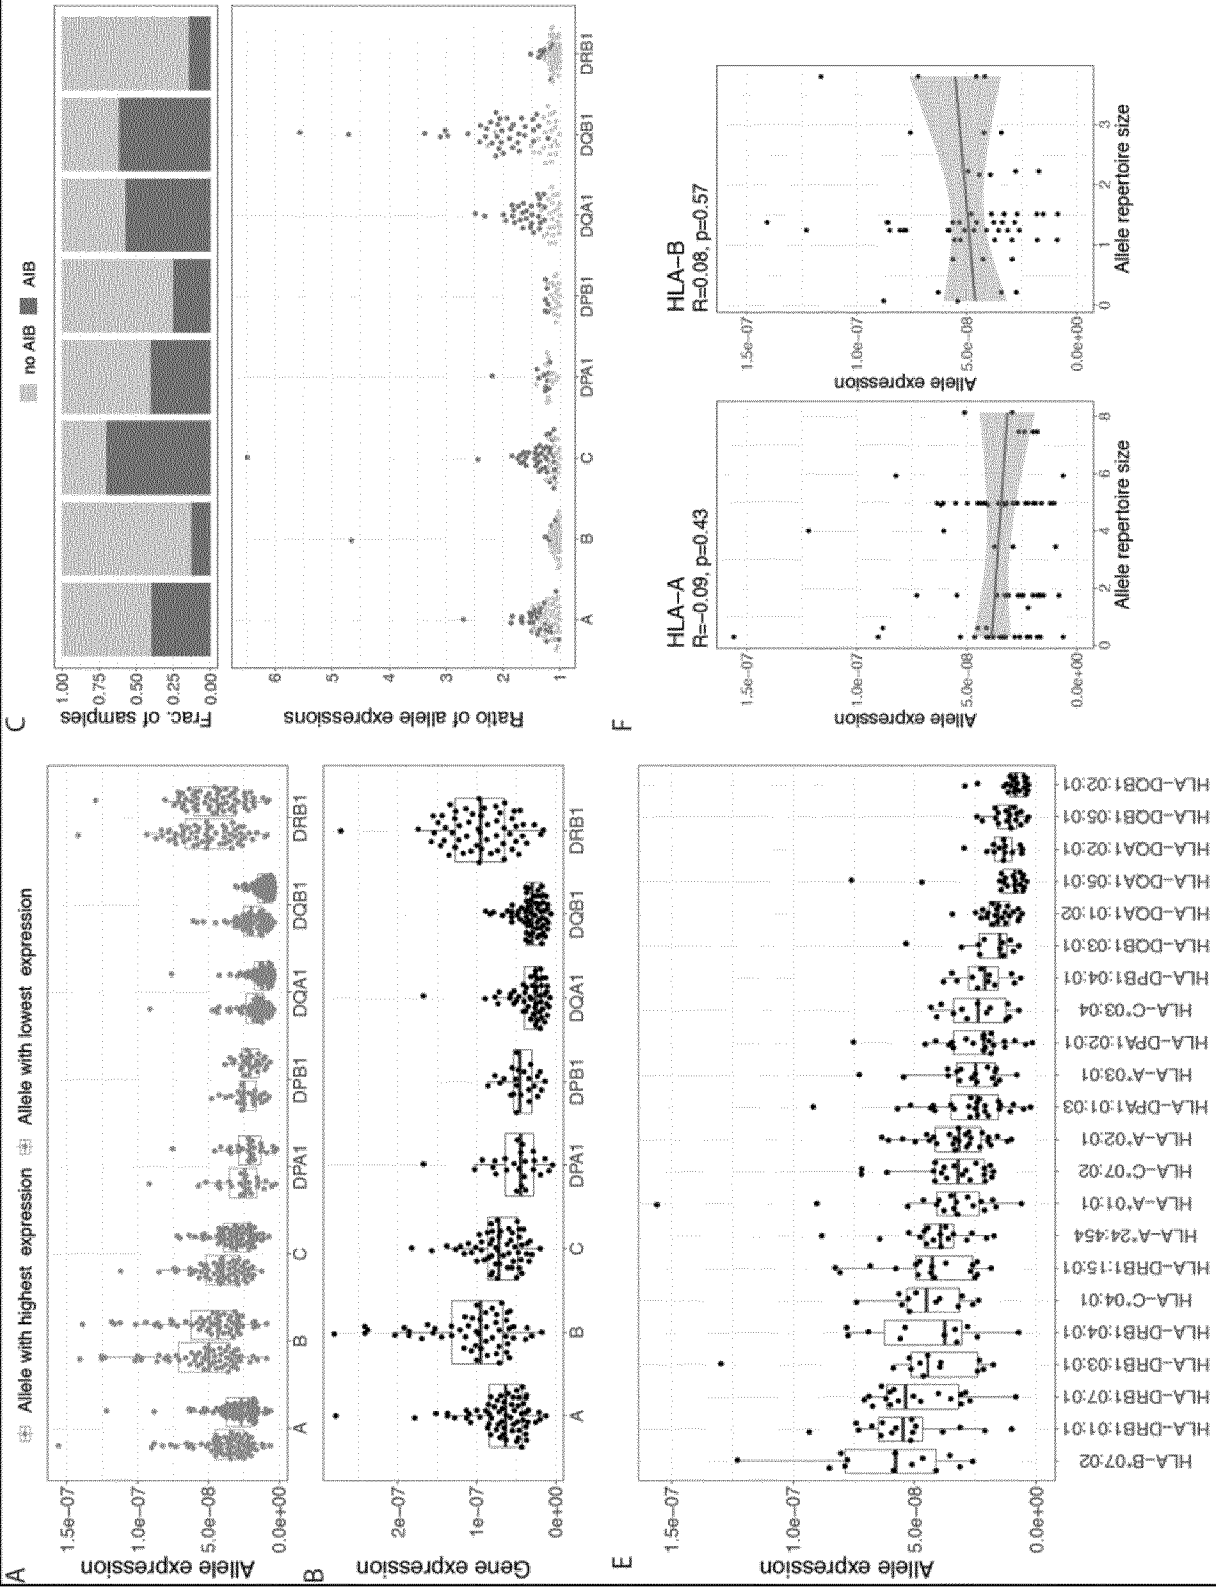 A
Allele with highest expression
Allele with lowest expression
Allele expression
1.5e−07
1.0e−07
5.0e−08
0.0e+00
A
B
C
DPA1
DPB1
DQA1
DQB1
DRB1
B
Gene expression
2e−07
1e−07
0e+00
A
B
C
DPA1
DPB1
DQA1
DQB1
DRB1
C
no AIB
AIB
Frac. of samples
1.00
0.75
0.50
0.25
0.00
Ratio of allele expressions
6
5
4
3
2
1
A
B
C
DPA1
DPB1
DQA1
DQB1
DRB1
E
Allele expression
1.5e−07
1.0e−07
5.0e−08
0.0e+00
HLA−B*07:02
HLA−DRB1:01:01
HLA−DRB1:07:01
HLA−DRB1:03:01
HLA−DRB1:04:01
HLA−C*04:01
HLA−DRB1:15:01
HLA−A*24:454
HLA−A*01:01
HLA−C*07:02
HLA−A*02:01
HLA−DPA1:01:03
HLA−A*03:01
HLA−DPA1:02:01
HLA−C*03:04
HLA−DPB1:04:01
HLA−DQB1:03:01
HLA−DQA1:01:02
HLA−DQA1:05:01
HLA−DQA1:02:01
HLA−DQB1:05:01
HLA−DQB1:02:01
F
HLA−A
R=−0.09, p=0.43
Allele expression
1.5e−07
1.0e−07
5.0e−08
0.0e+00
0
2
4
6
8
Allele repertoire size
HLA−B
R=0.08, p=0.57
Allele expression
1.5e−07
1.0e−07
5.0e−08
0.0e+00
0
1
2
3
Allele repertoire size